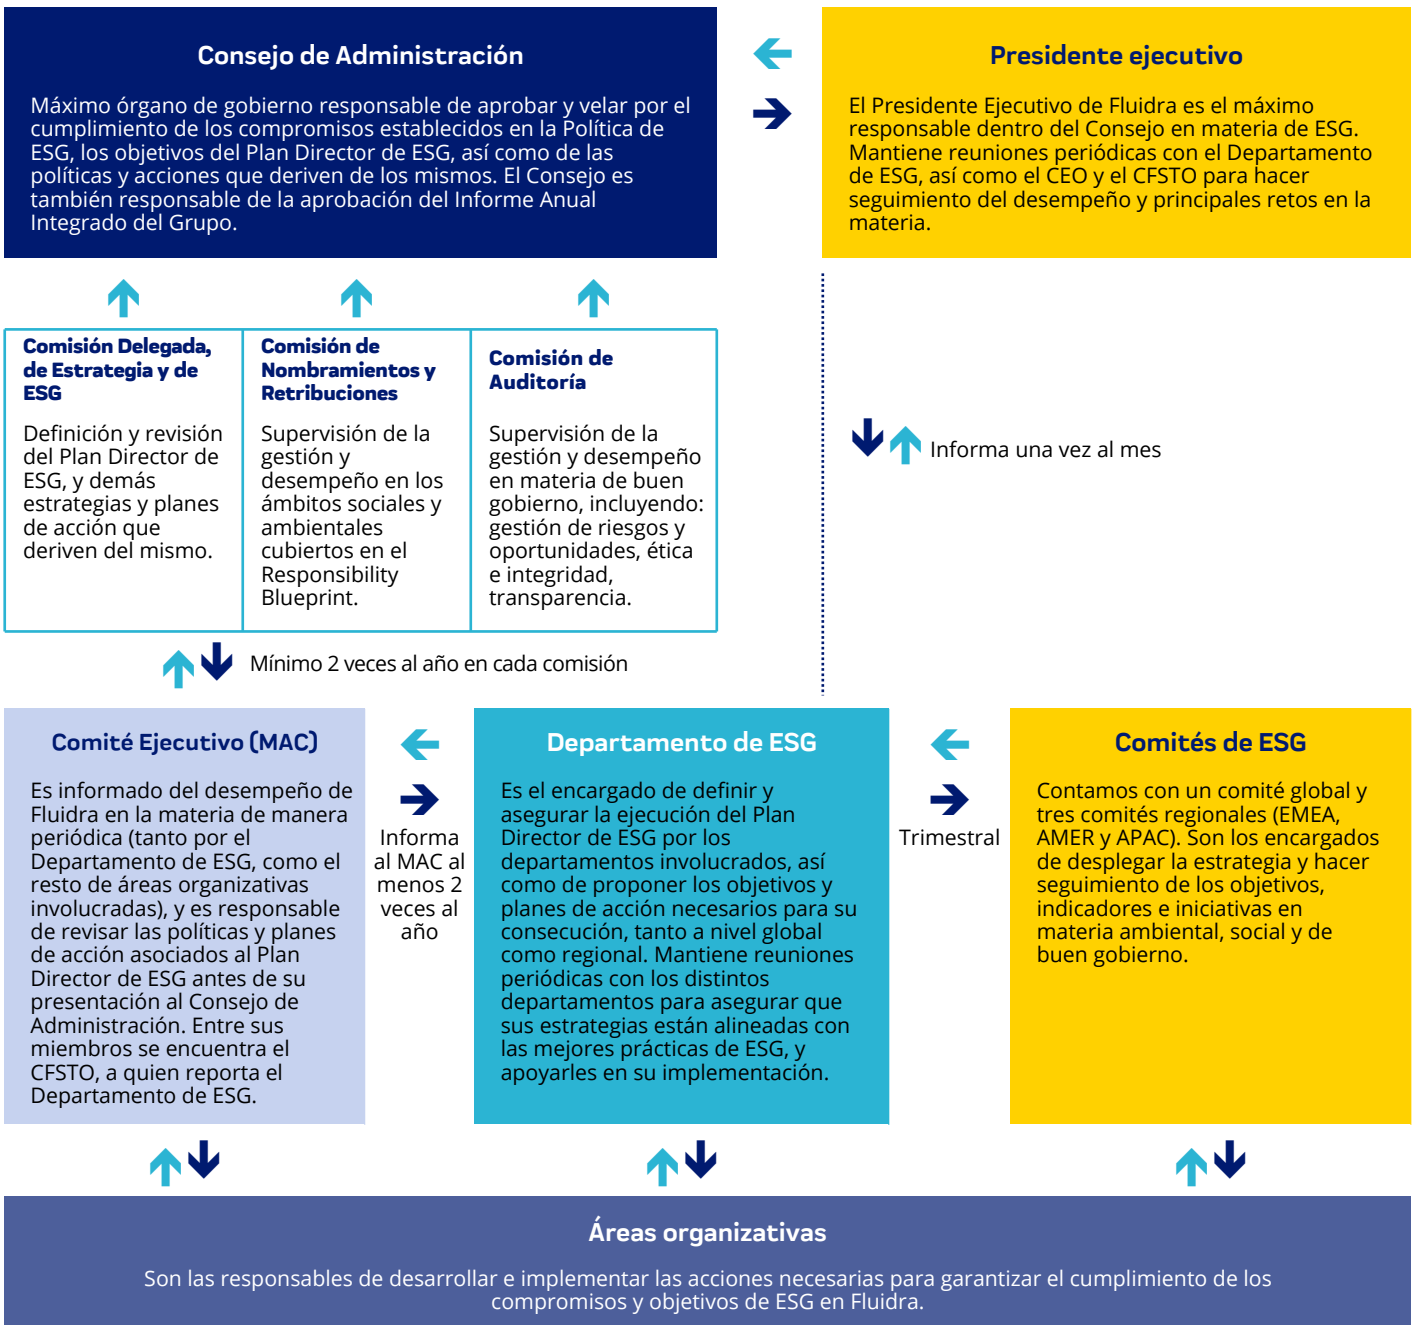 Consejo de Administración
Máximo órgano de gobierno responsable de aprobar y velar por el
cumplimiento de los compromisos establecidos en la Política de
ESG, los objetivos del Plan Director de ESG, así como de las
políticas y acciones que deriven de los mismos. El Consejo es
también responsable de la aprobación del Informe Anual
Integrado del Grupo.
Presidente ejecutivo
El Presidente Ejecutivo de Fluidra es el máximo
responsable dentro del Consejo en materia de ESG.
Mantiene reuniones periódicas con el Departamento
de ESG, así como el CEO y el CFSTO para hacer
seguimiento del desempeño y principales retos en la
materia.
Comisión Delegada,
de Estrategia y de
ESG
Definición y revisión
del Plan Director de
ESG, y demás
estrategias y planes
de acción que
deriven del mismo.
Comisión de
Nombramientos y
Retribuciones
Supervisión de la
gestión y
desempeño en los
ámbitos sociales y
ambientales
cubiertos en el
Responsibility
Blueprint.
Comisión de
Auditoría
Supervisión de la
gestión y desempeño
en materia de buen
gobierno, incluyendo:
gestión de riesgos y
oportunidades, ética
e integridad,
transparencia.
Informa una vez al mes
Mínimo 2 veces al año en cada comisión
Comité Ejecutivo (MAC)
Es informado del desempeño de
Fluidra en la materia de manera
periódica (tanto por el
Departamento de ESG, como el
resto de áreas organizativas
involucradas), y es responsable
de revisar las políticas y planes
de acción asociados al Plan
Director de ESG antes de su
presentación al Consejo de
Administración. Entre sus
miembros se encuentra el
CFSTO, a quien reporta el
Departamento de ESG.
Informa
al MAC al
menos 2
veces al
año
Departamento de ESG
Es el encargado de definir y
asegurar la ejecución del Plan
Director de ESG por los
departamentos involucrados, así
como de proponer los objetivos y
planes de acción necesarios para su
consecución, tanto a nivel global
como regional. Mantiene reuniones
periódicas con los distintos
departamentos para asegurar que
sus estrategias están alineadas con
las mejores prácticas de ESG, y
apoyarles en su implementación.
Trimestral
Comités de ESG
Contamos con un comité global y
tres comités regionales (EMEA,
AMER y APAC). Son los encargados
de desplegar la estrategia y hacer
seguimiento de los objetivos,
indicadores e iniciativas en
materia ambiental, social y de
buen gobierno.
Áreas organizativas
Son las responsables de desarrollar e implementar las acciones necesarias para garantizar el cumplimiento de los
compromisos y objetivos de ESG en Fluidra.